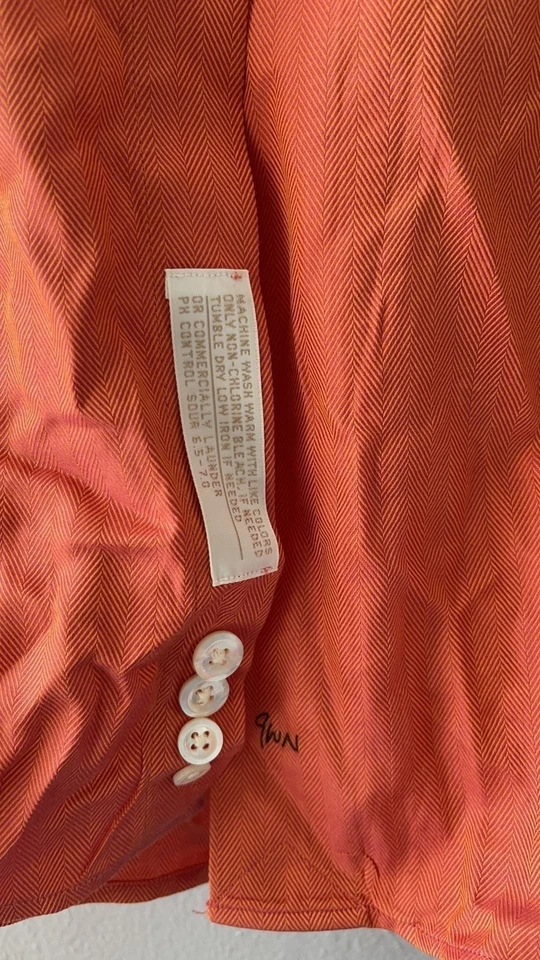 MACHINE WASH WARM WITH LIKE COLORS
ONLY NON-CHLORINE BLEACH, IF NEEDED
TUMBLE DRY LOW IRON IF NEEDED
OR COMMERCIALLY LAUNDER
PH CONTROL SOUR 5.5-7.0